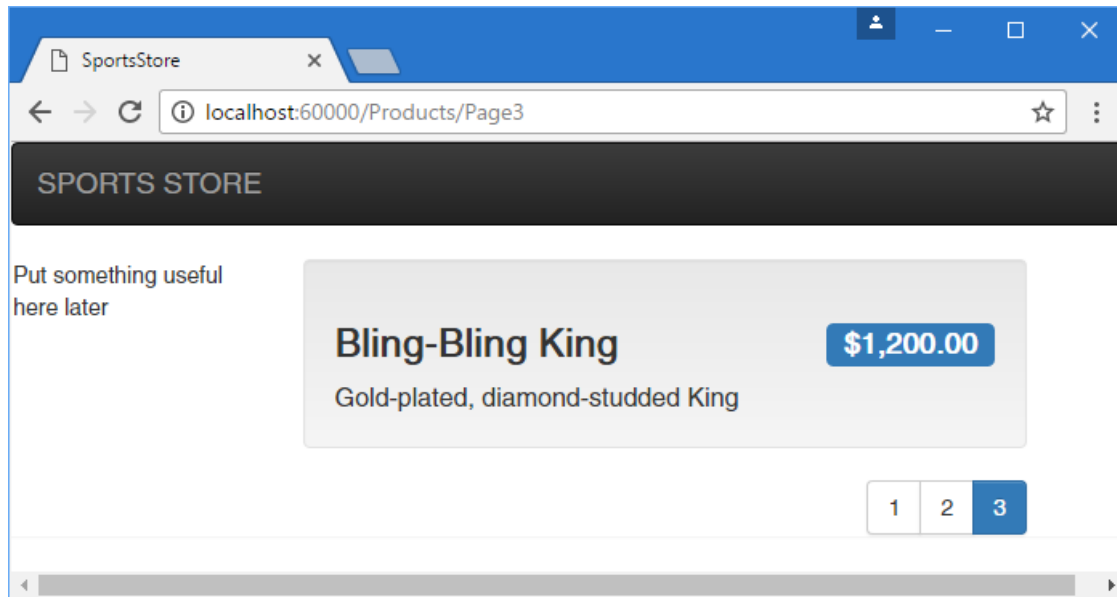 SportsStore
localhost:60000/Products/Page3
SPORTS STORE
Put something useful
here later
Bling-Bling King
$1,200.00
Gold-plated, diamond-studded King
1 2 3